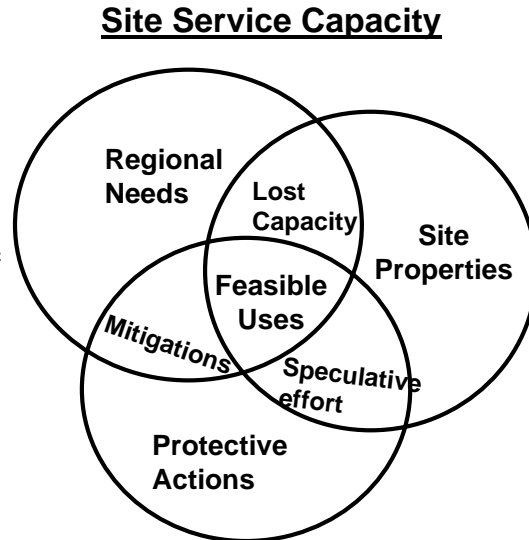 Site Service Capacity
Regional
Needs
Lost
Capacity
Site
Properties
Feasible
Uses
Mitigations
Speculative
effort
Protective
Actions